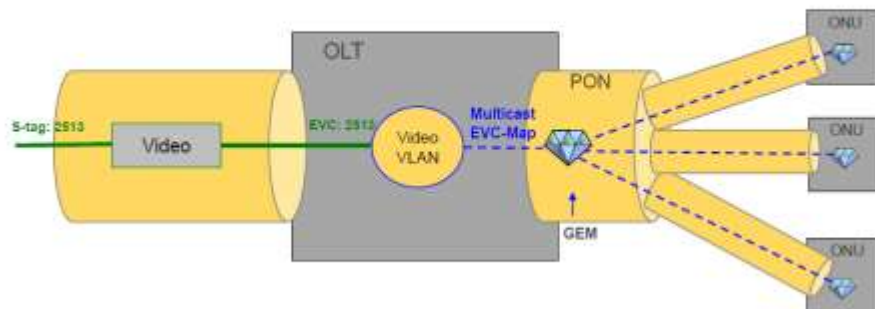 OLT
ONU
PON
S-tag: 2513
EVC: 2513
Multicast
EVC-Map
Video
Video
VLAN
ONU
GEM
ONU